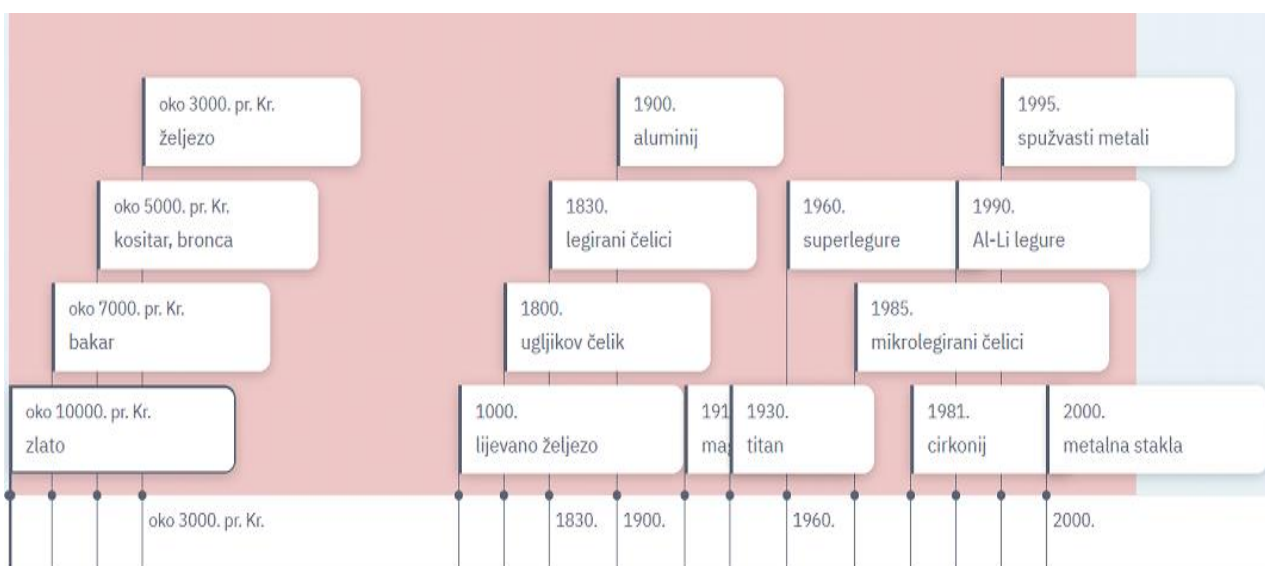 oko 3000. pr. Kr.
željezo
1900.
aluminij
1995.
spužvasti metali
oko 5000. pr. Kr.
kositar, bronca
1830.
legirani čelici
1960.
superlegure
1990.
Al-Li legure
oko 7000. pr. Kr.
bakar
1800.
ugljikov čelik
1985.
mikrolegirani čelici
oko 10000. pr. Kr.
zlato
1000.
lijevano željezo
1930.
titan
1981.
cirkonij
2000.
metalna stakla
oko 3000. pr. Kr.
1830.
1900.
1960.
2000.